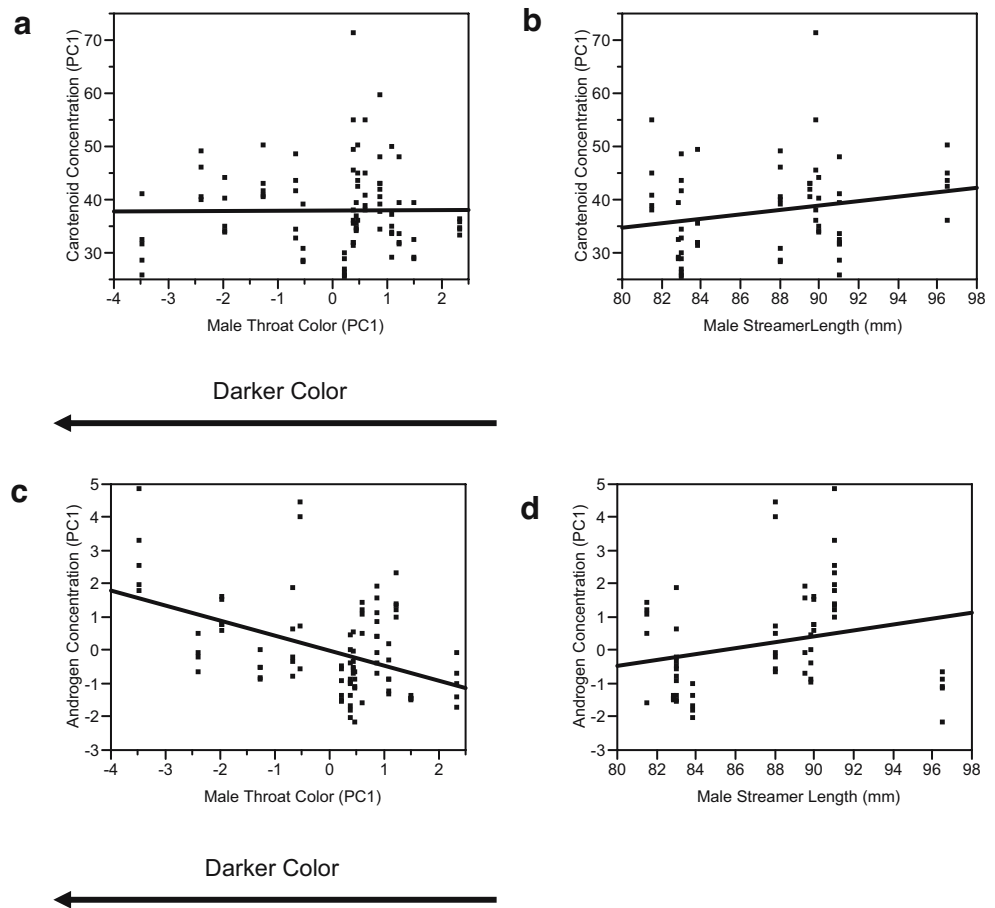 a
Carotenoid Concentration (PC1)
70
60
50
40
30
-4 -3 -2 -1 0 1 2
Male Throat Color (PC1)
b
Carotenoid Concentration (PC1)
70
60
50
40
30
80 82 84 86 88 90 92 94 96 98
Male StreamerLength (mm)
Darker Color
c
Androgen Concentration (PC1)
5
4
3
2
1
0
-1
-2
-3
-4 -3 -2 -1 0 1 2
Male Throat Color (PC1)
d
Androgen Concentration (PC1)
5
4
3
2
1
0
-1
-2
-3
80 82 84 86 88 90 92 94 96 98
Male Streamer Length (mm)
Darker Color